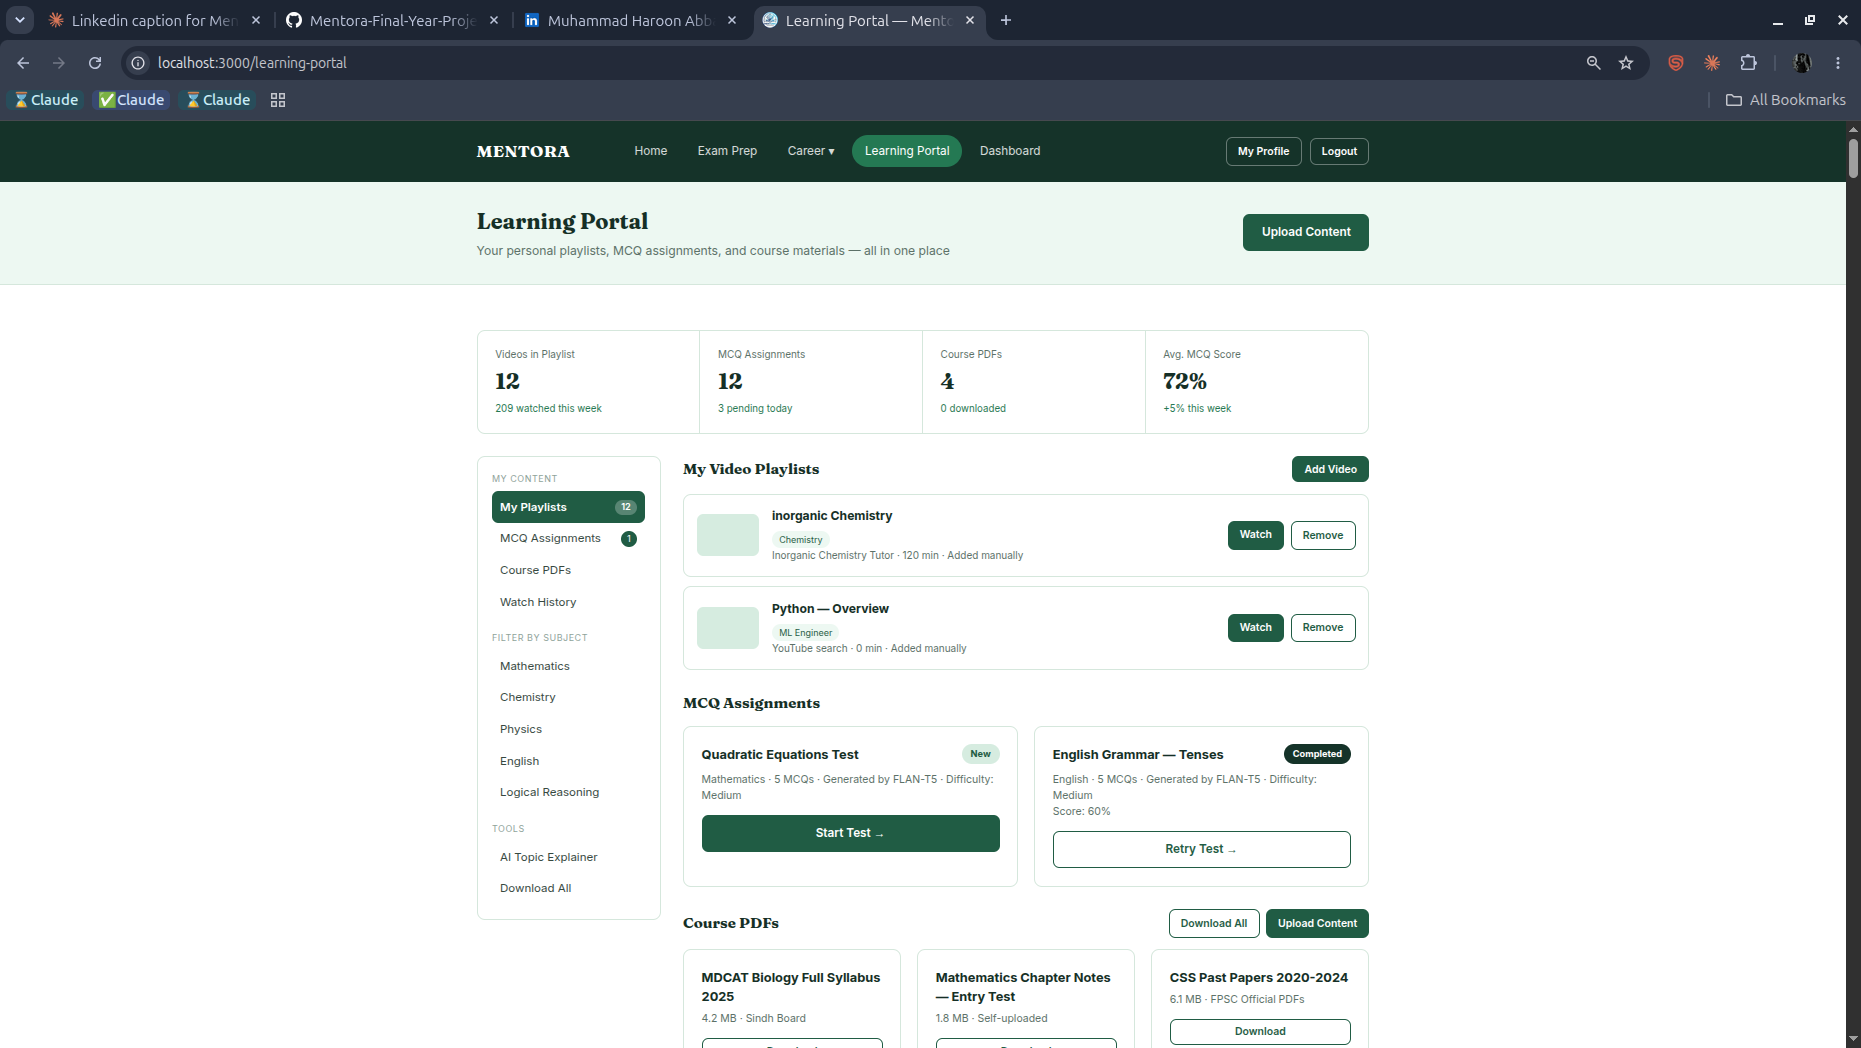 Linkedin caption for Men
Mentora-Final-Year-Proje
Muhammad Haroon Abb
Learning Portal — Mento
localhost:3000/learning-portal
⌛Claude
✅Claude
⌛Claude
All Bookmarks
MENTORA
Home
Exam Prep
Career ▾
Learning Portal
Dashboard
My Profile
Logout
Learning Portal
Your personal playlists, MCQ assignments, and course materials — all in one place
Upload Content
Videos in Playlist
12
209 watched this week
MCQ Assignments
12
3 pending today
Course PDFs
4
0 downloaded
Avg. MCQ Score
72%
+5% this week
MY CONTENT
My Playlists 12
MCQ Assignments 1
Course PDFs
Watch History
FILTER BY SUBJECT
Mathematics
Chemistry
Physics
English
Logical Reasoning
TOOLS
AI Topic Explainer
Download All
My Video Playlists
Add Video
inorganic Chemistry
Chemistry
Inorganic Chemistry Tutor · 120 min · Added manually
Watch
Remove
Python — Overview
ML Engineer
YouTube search · 0 min · Added manually
Watch
Remove
MCQ Assignments
Quadratic Equations Test
New
Mathematics · 5 MCQs · Generated by FLAN-T5 · Difficulty:
Medium
Start Test →
English Grammar — Tenses
Completed
English · 5 MCQs · Generated by FLAN-T5 · Difficulty:
Medium
Score: 60%
Retry Test →
Course PDFs
Download All
Upload Content
MDCAT Biology Full Syllabus
2025
4.2 MB · Sindh Board
Mathematics Chapter Notes
— Entry Test
1.8 MB · Self-uploaded
CSS Past Papers 2020-2024
6.1 MB · FPSC Official PDFs
Download